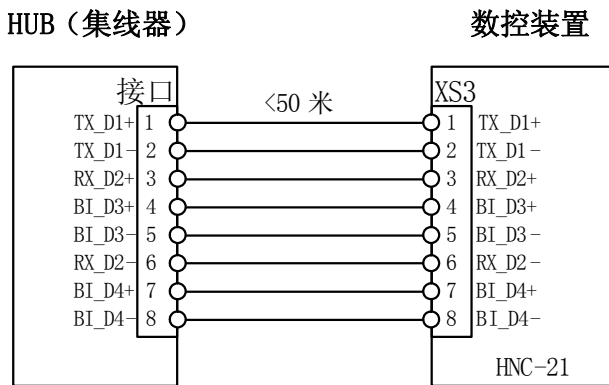 HUB（集线器） 数控装置
接口 <50 米 XS3
TX_D1+ 1 1 TX_D1+
TX_D1- 2 2 TX_D1-
RX_D2+ 3 3 RX_D2+
BI_D3+ 4 4 BI_D3+
BI_D3- 5 5 BI_D3-
RX_D2- 6 6 RX_D2-
BI_D4+ 7 7 BI_D4+
BI_D4- 8 8 BI_D4-
HNC-21